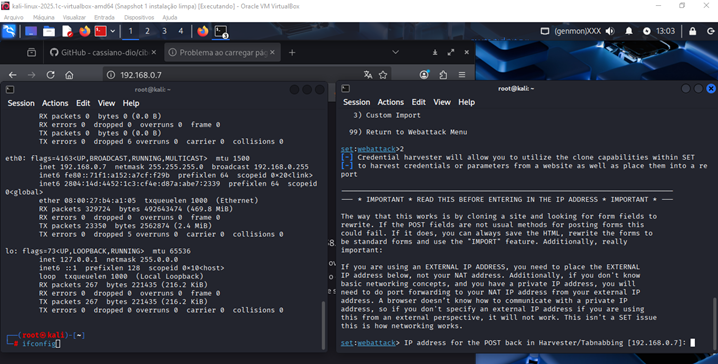 kali-linux-2025.1c-virtualbox-amd64 (Snapshot 1 instalação limpa) [Executando] - Oracle VM VirtualBox
Arquivo Máquina Visualizar Entrada Dispositivos Ajuda
1 2 3 4
(genmon)XXX
13:03
GitHub - cassiano-dio/cib
Problema ao carregar pág
192.168.0.7
root@kali: ~
Session Actions Edit View Help
RX packets 0 bytes 0 (0.0 B)
RX errors 0 dropped 0 overruns 0 frame 0
TX packets 0 bytes 0 (0.0 B)
TX errors 0 dropped 6 overruns 0 carrier 0 collisions 0
eth0: flags=4163<UP,BROADCAST,RUNNING,MULTICAST> mtu 1500
inet 192.168.0.7 netmask 255.255.255.0 broadcast 192.168.0.255
inet6 fe80::71f1:a152:a7cf:f29b prefixlen 64 scopeid 0×20<link>
inet6 2804:14d:4452:1c3:cf4e:d87a:abe7:2339 prefixlen 64 scopeid
0<global>
ether 08:00:27:b4:a1:05 txqueuelen 1000 (Ethernet)
RX packets 329724 bytes 492643474 (469.8 MiB)
RX errors 0 dropped 0 overruns 0 frame 0
TX packets 23350 bytes 2562874 (2.4 MiB)
TX errors 0 dropped 5 overruns 0 carrier 0 collisions 0
lo: flags=73<UP,LOOPBACK,RUNNING> mtu 65536
inet 127.0.0.1 netmask 255.0.0.0
inet6 ::1 prefixlen 128 scopeid 0×10<host>
loop txqueuelen 1000 (Local Loopback)
RX packets 267 bytes 221435 (216.2 KiB)
RX errors 0 dropped 0 overruns 0 frame 0
TX packets 267 bytes 221435 (216.2 KiB)
TX errors 0 dropped 0 overruns 0 carrier 0 collisions 0
(root㉿kali)-[~]
# ifconfig
root@kali: ~
Session Actions Edit View Help
3) Custom Import
99) Return to Webattack Menu
set:webattack>2
[-] Credential harvester will allow you to utilize the clone capabilities within SET
[-] to harvest credentials or parameters from a website as well as place them into a re
port
--- * IMPORTANT * READ THIS BEFORE ENTERING IN THE IP ADDRESS * IMPORTANT * ---
The way that this works is by cloning a site and looking for form fields to
rewrite. If the POST fields are not usual methods for posting forms this
could fail. If it does, you can always save the HTML, rewrite the forms to
be standard forms and use the "IMPORT" feature. Additionally, really
important:
If you are using an EXTERNAL IP ADDRESS, you need to place the EXTERNAL
IP address below, not your NAT address. Additionally, if you don't know
basic networking concepts, and you have a private IP address, you will
need to do port forwarding to your NAT IP address from your external IP
address. A browser doesn't know how to communicate with a private IP
address, so if you don't specify an external IP address if you are using
this from an external perspective, it will not work. This isn't a SET issue
this is how networking works.
set:webattack> IP address for the POST back in Harvester/Tabnabbing [192.168.0.7]: